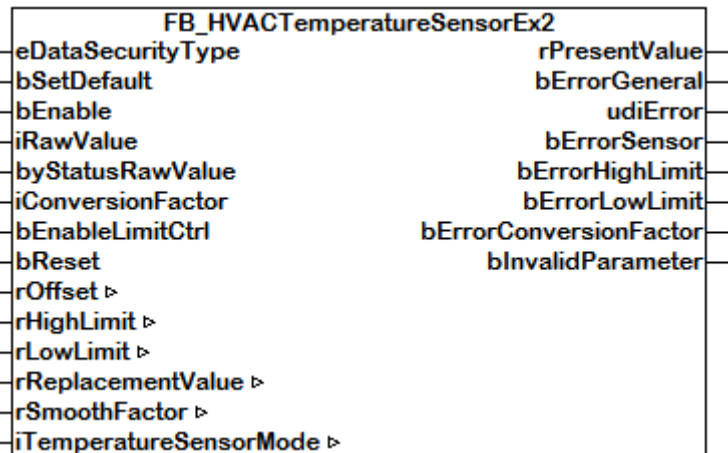 FB_HVACTemperatureSensorEx2
eDataSecurityType rPresentValue
bSetDefault bErrorGeneral
bEnable udiError
iRawValue bErrorSensor
byStatusRawValue bErrorHighLimit
iConversionFactor bErrorLowLimit
bEnableLimitCtrl bErrorConversionFactor
bReset bInvalidParameter
rOffset ▹
rHighLimit ▹
rLowLimit ▹
rReplacementValue ▹
rSmoothFactor ▹
iTemperatureSensorMode ▹